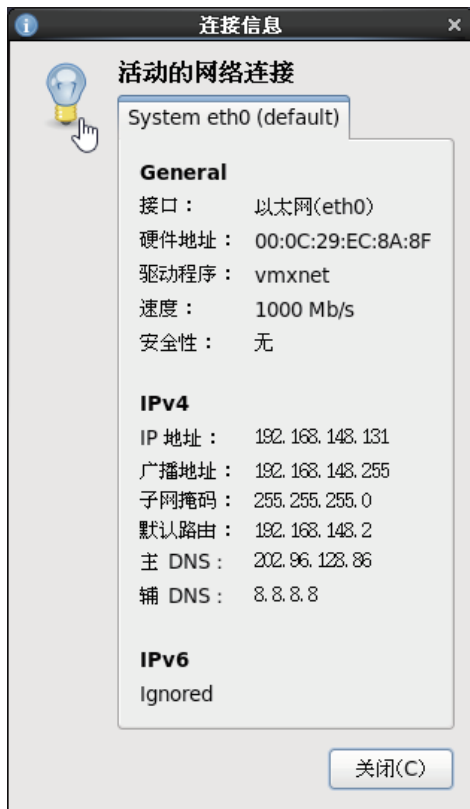 连接信息
活动的网络连接
System eth0 (default)
General
接口： 以太网(eth0)
硬件地址： 00:0C:29:EC:8A:8F
驱动程序： vmxnet
速度： 1000 Mb/s
安全性： 无
IPv4
IP 地址： 192.168.148.131
广播地址： 192.168.148.255
子网掩码： 255.255.255.0
默认路由： 192.168.148.2
主 DNS： 202.96.128.86
辅 DNS： 8.8.8.8
IPv6
Ignored
关闭(C)